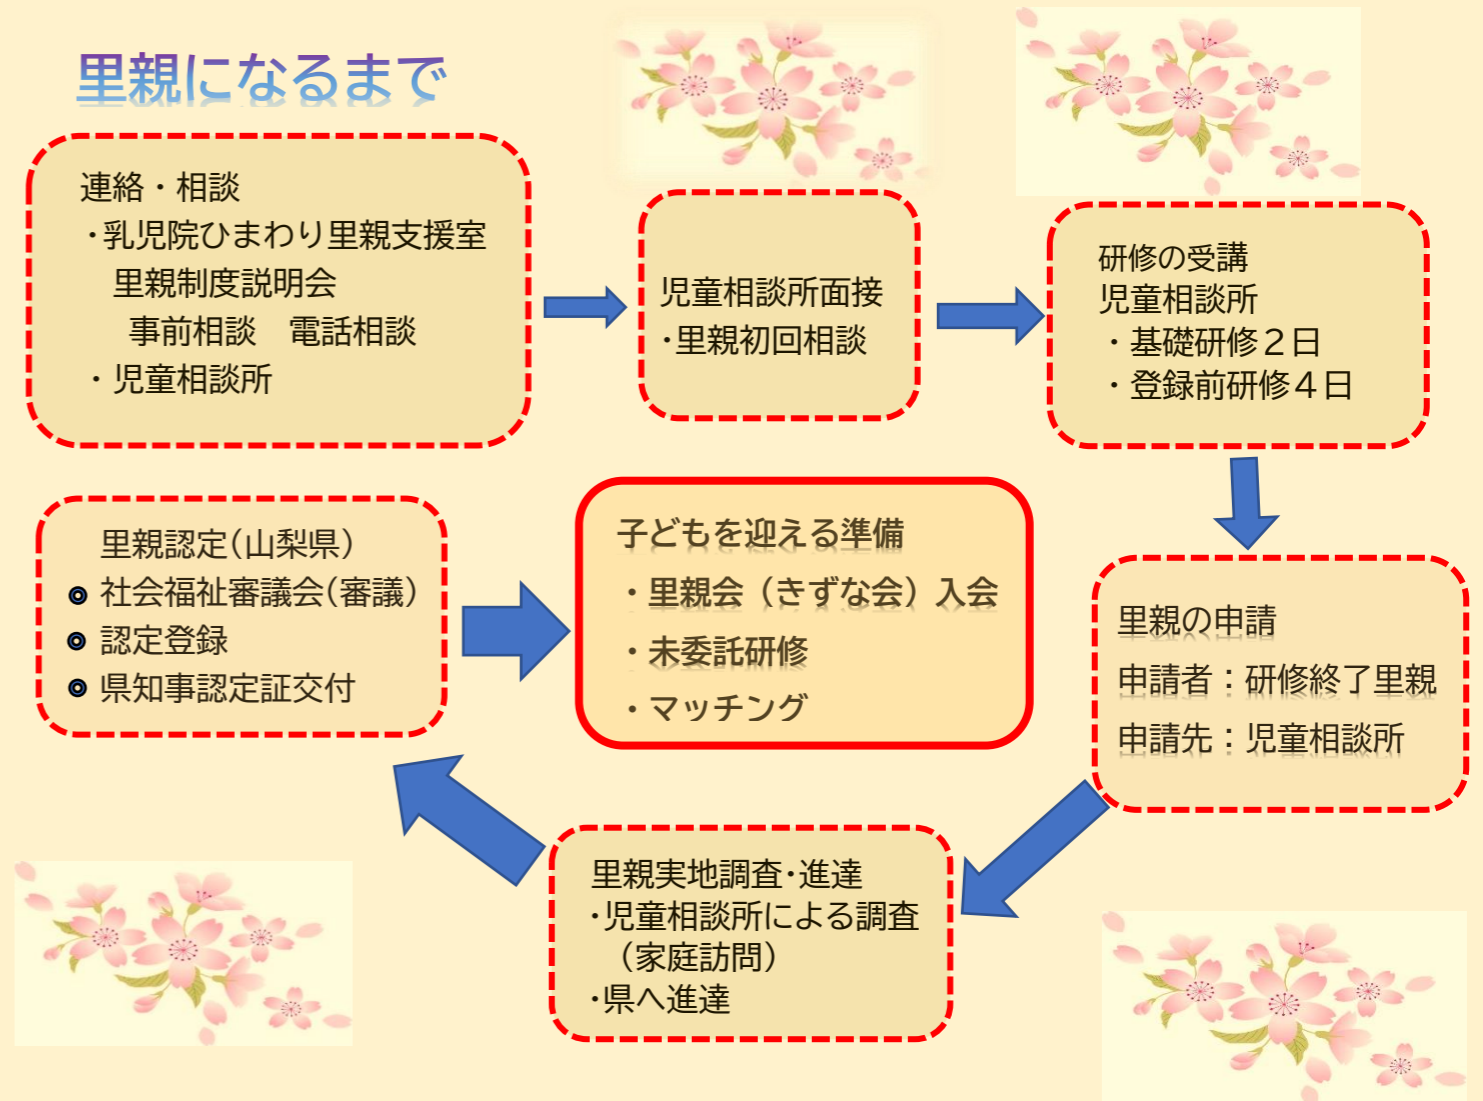 里親になるまで
連絡・相談
・乳児院ひまわり里親支援室
里親制度説明会
事前相談　電話相談
・児童相談所
児童相談所面接
・里親初回相談
研修の受講
児童相談所
・基礎研修２日
・登録前研修４日
里親の申請
申請者：研修終了里親
申請先：児童相談所
里親実地調査・進達
・児童相談所による調査
（家庭訪問）
・県へ進達
里親認定（山梨県）
社会福祉審議会（審議）
認定登録
県知事認定証交付
子どもを迎える準備
・里親会（きずな会）入会
・未委託研修
・マッチング